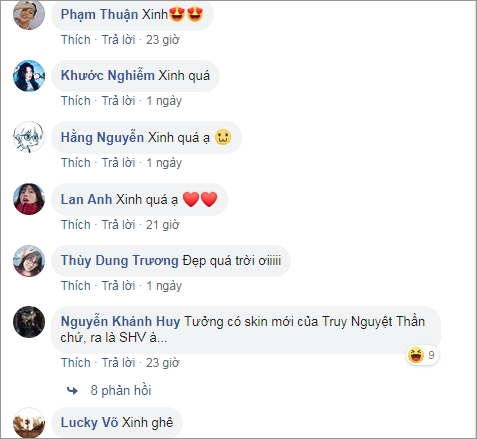 Phạm Thuận Xinh😍😍
Thích · Trả lời · 23 giờ
Khước Nghiễm Xinh quá
Thích · Trả lời · 1 ngày
Hằng Nguyễn Xinh quá ạ
Thích · Trả lời · 1 ngày
Lan Anh Xinh quá ạ ❤️❤️
Thích · Trả lời · 21 giờ
Thùy Dung Trương Đẹp quá trời ơiiiii
Thích · Trả lời · 1 ngày
Nguyễn Khánh Huy Tưởng có skin mới của Truy Nguyệt Thần
chứ, ra là SHV à...
9
Thích · Trả lời · 23 giờ
8 phản hồi
Lucky Võ Xinh ghê